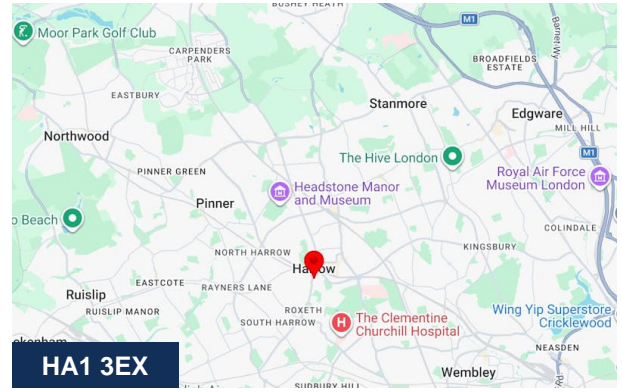 BUSHEY HEATH
M1
Moor Park Golf Club
CARPENDERS
PARK
Barnet Wy
BROADFIELDS
ESTATE
EASTBURY
Stanmore
Edgware
MILL HILL
Northwood
The Hive London
M1
PINNER GREEN
Royal Air Force
Museum London
Headstone Manor
and Museum
Pinner
o Beach
COLINDALE
NORTH HARROW
KINGSBURY
Harrow
EASTCOTE
RAYNERS LANE
Ruislip
ROXETH
RUISLIP MANOR
SOUTH HARROW
H
The Clementine
Churchill Hospital
Wing Yip Superstore
Cricklewood
NEASDEN
HA1 3EX
Wembley
SUDBURY HILL